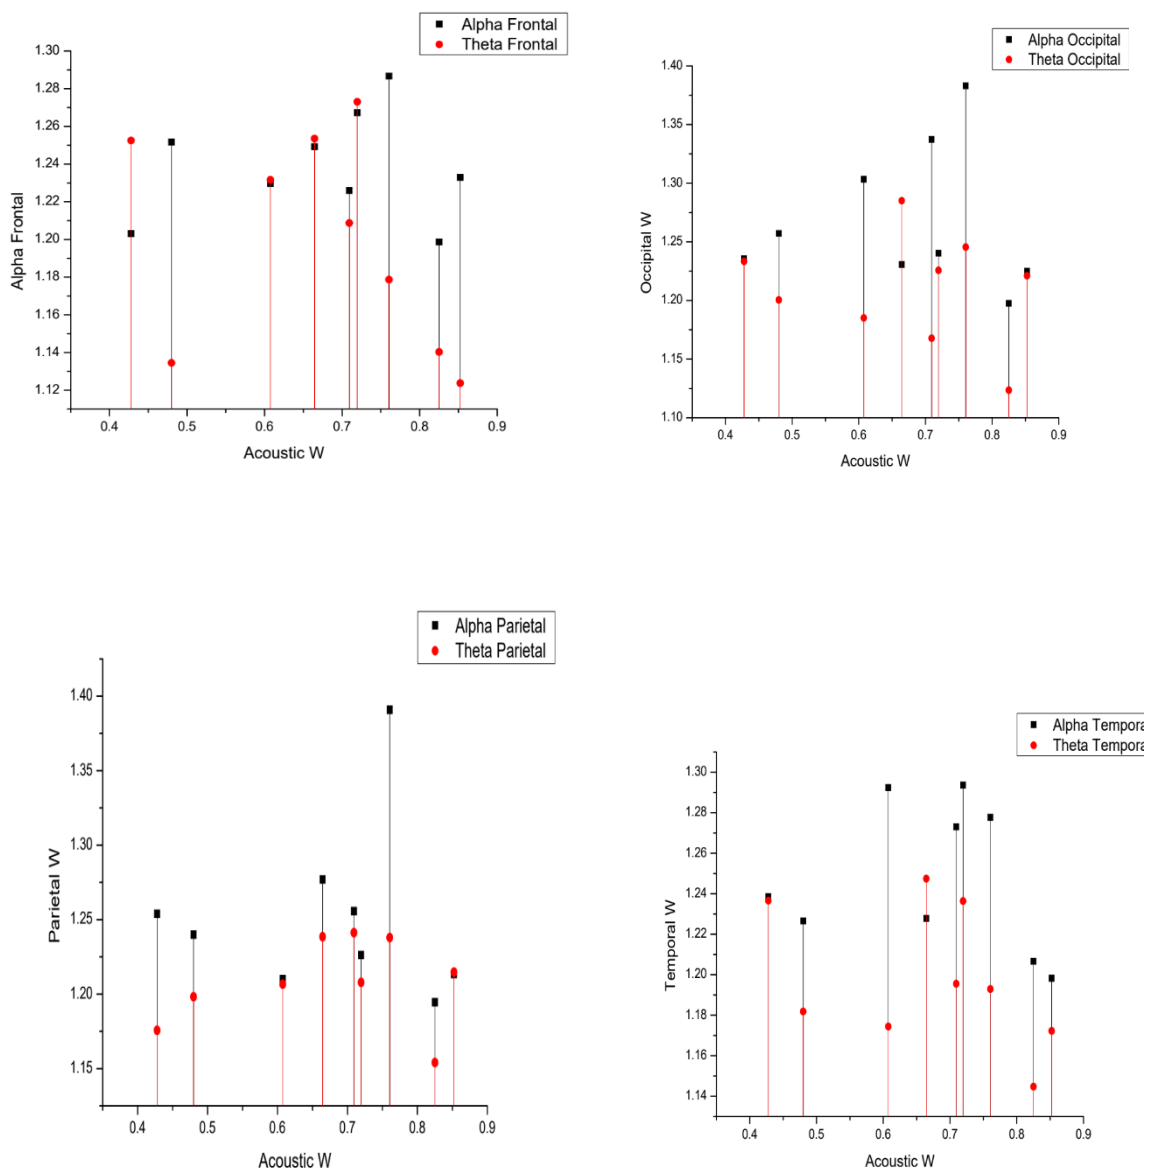 Alpha Frontal
Theta Frontal
1.30
1.28
1.26
1.24
1.22
1.20
1.18
1.16
1.14
1.12
Alpha Frontal
0.4 0.5 0.6 0.7 0.8 0.9
Acoustic W
Alpha Occipital
Theta Occipital
1.40
1.35
1.30
1.25
1.20
1.15
1.10
Occipital W
0.4 0.5 0.6 0.7 0.8 0.9
Acoustic W
Alpha Parietal
Theta Parietal
1.40
1.35
1.30
1.25
1.20
1.15
Parietal W
0.4 0.5 0.6 0.7 0.8 0.9
Acoustic W
Alpha Tempora
Theta Tempora
1.30
1.28
1.26
1.24
1.22
1.20
1.18
1.16
1.14
Temporal W
0.4 0.5 0.6 0.7 0.8 0.9
Acoustic W